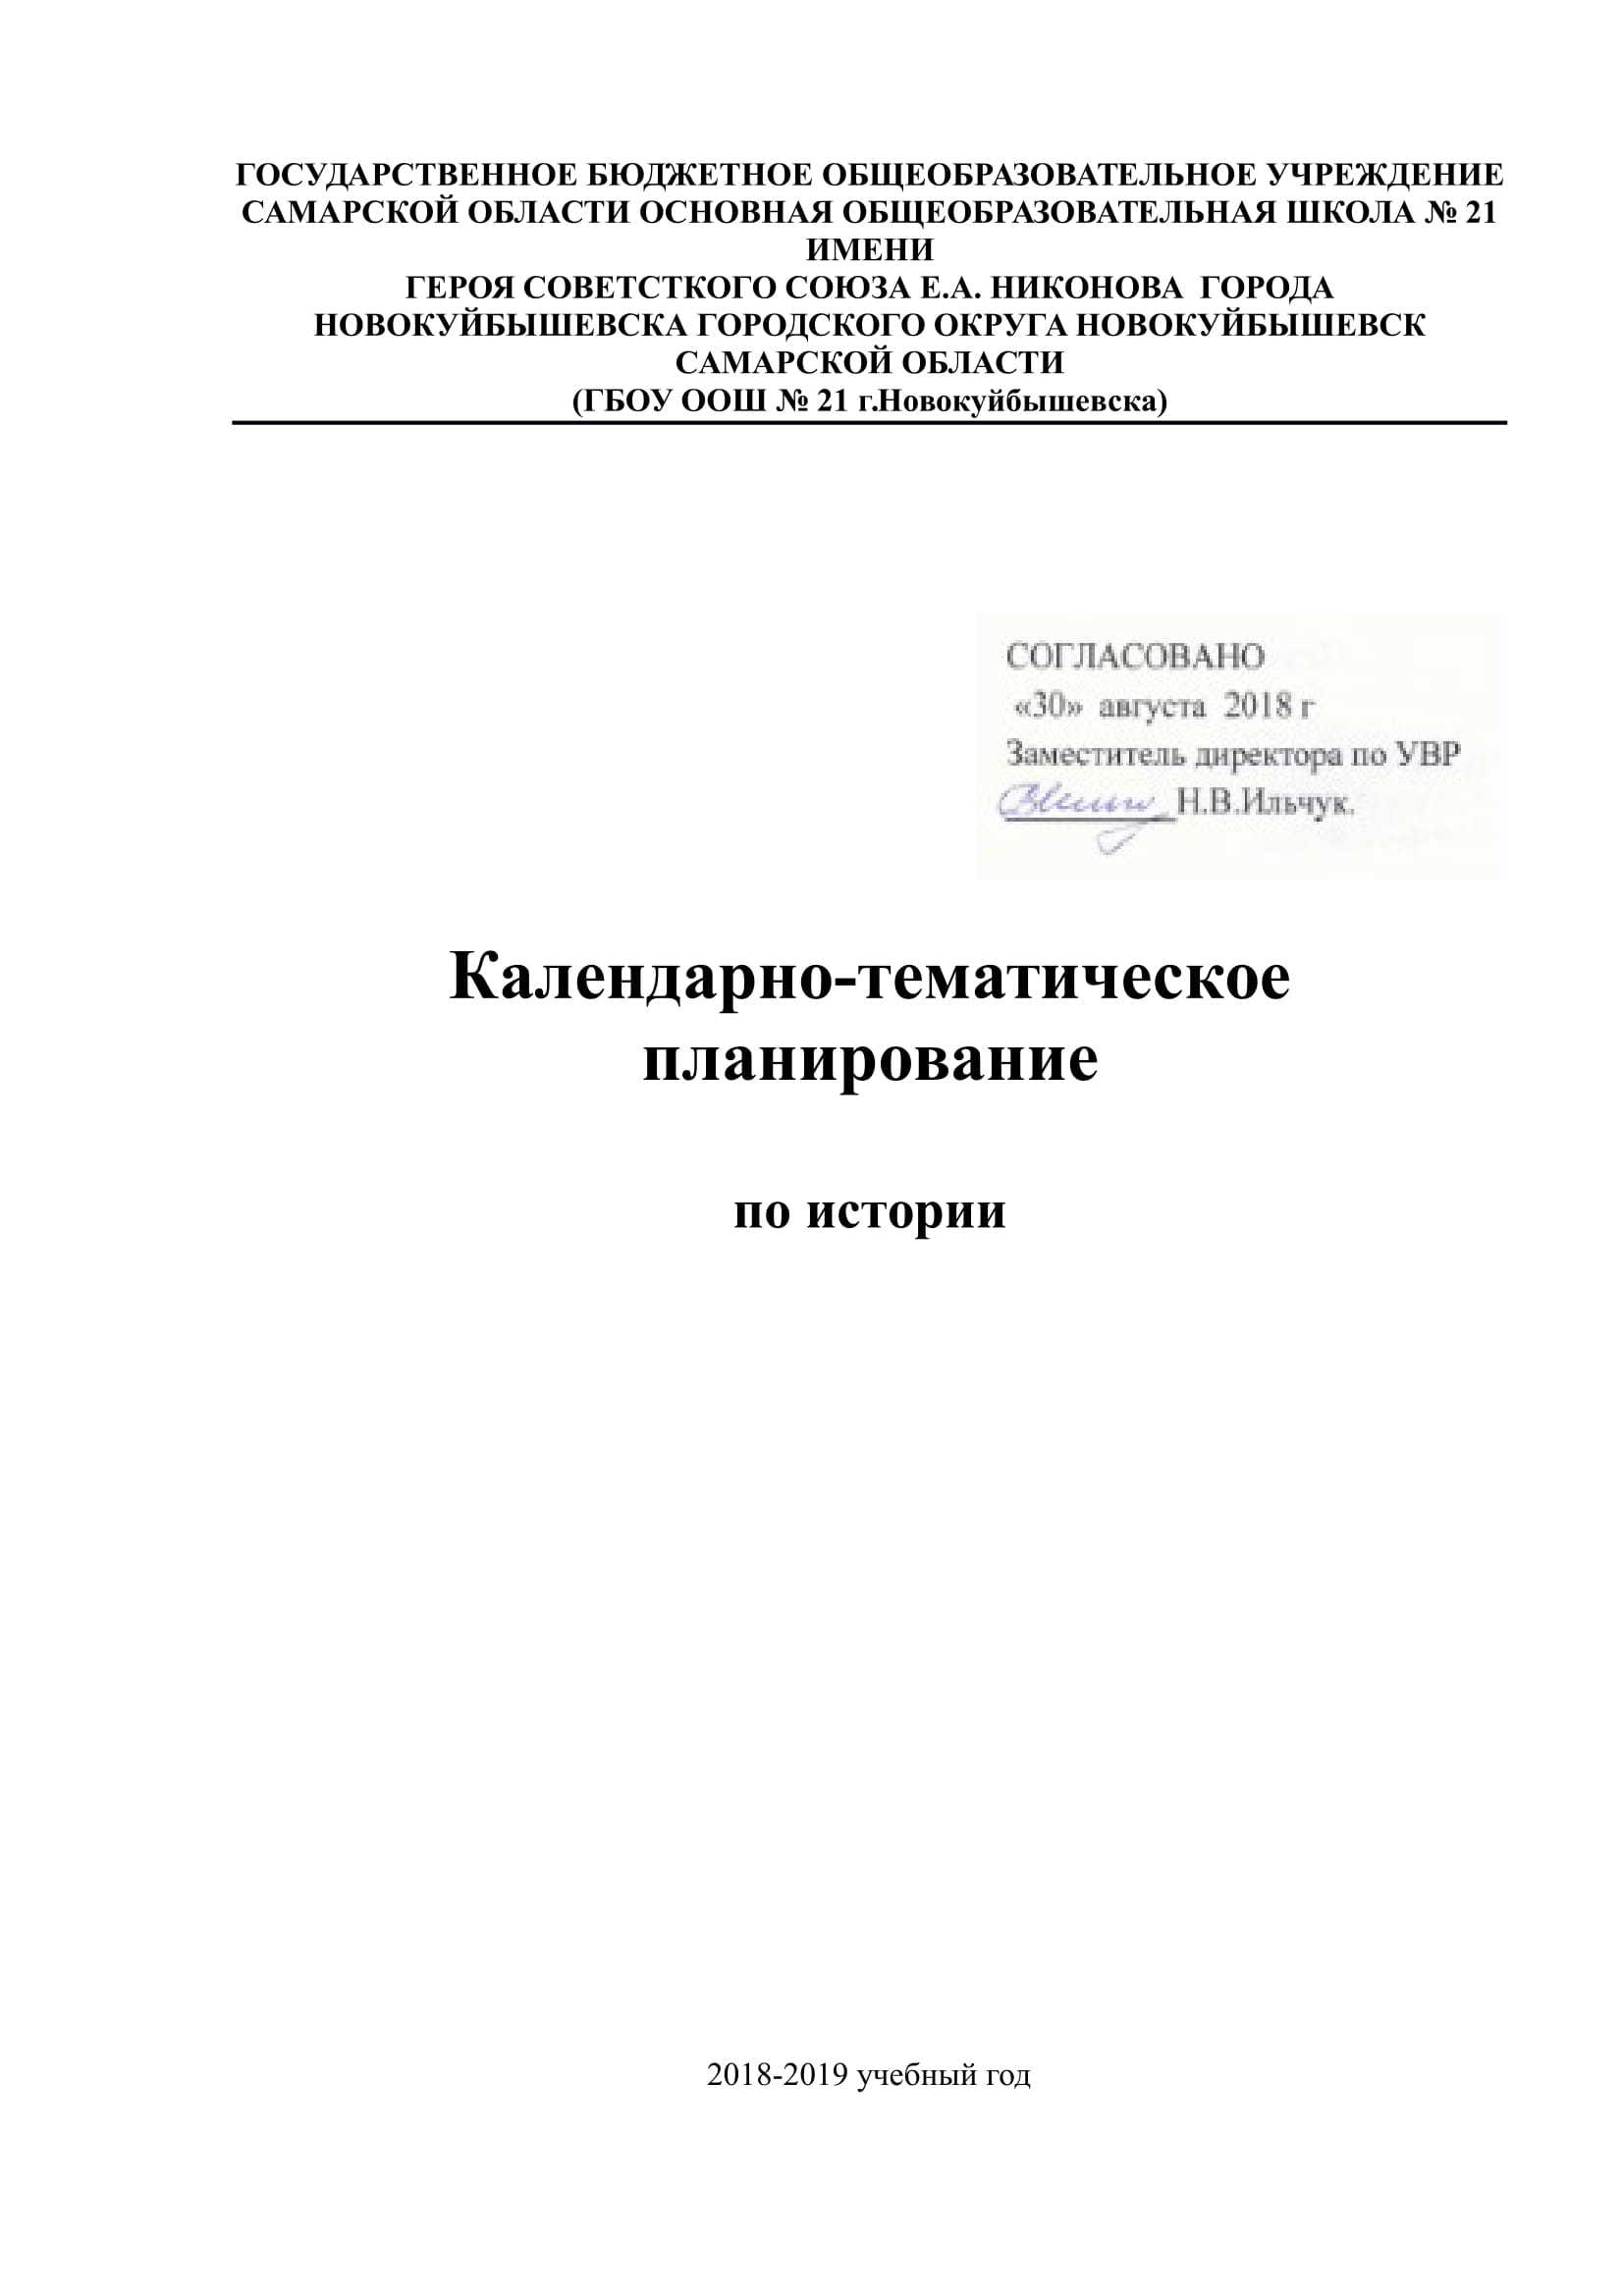 ГОСУДАРСТВЕННОЕ БЮДЖЕТНОЕ ОБЩЕОБРАЗОВАТЕЛЬНОЕ УЧРЕЖДЕНИЕ
САМАРСКОЙ ОБЛАСТИ ОСНОВНАЯ ОБЩЕОБРАЗОВАТЕЛЬНАЯ ШКОЛА № 21
ИМЕНИ
ГЕРОЯ СОВЕТСТКОГО СОЮЗА Е.А. НИКОНОВА ГОРОДА
НОВОКУЙБЫШЕВСКА ГОРОДСКОГО ОКРУГА НОВОКУЙБЫШЕВСК
САМАРСКОЙ ОБЛАСТИ
(ГБОУ ООШ № 21 г.Новокуйбышевска)
СОГЛАСОВАНО
«30» августа 2018 г
Заместитель директора по УВР
Н.В.Ильчук.
Календарно-тематическое
планирование
по истории
2018-2019 учебный год